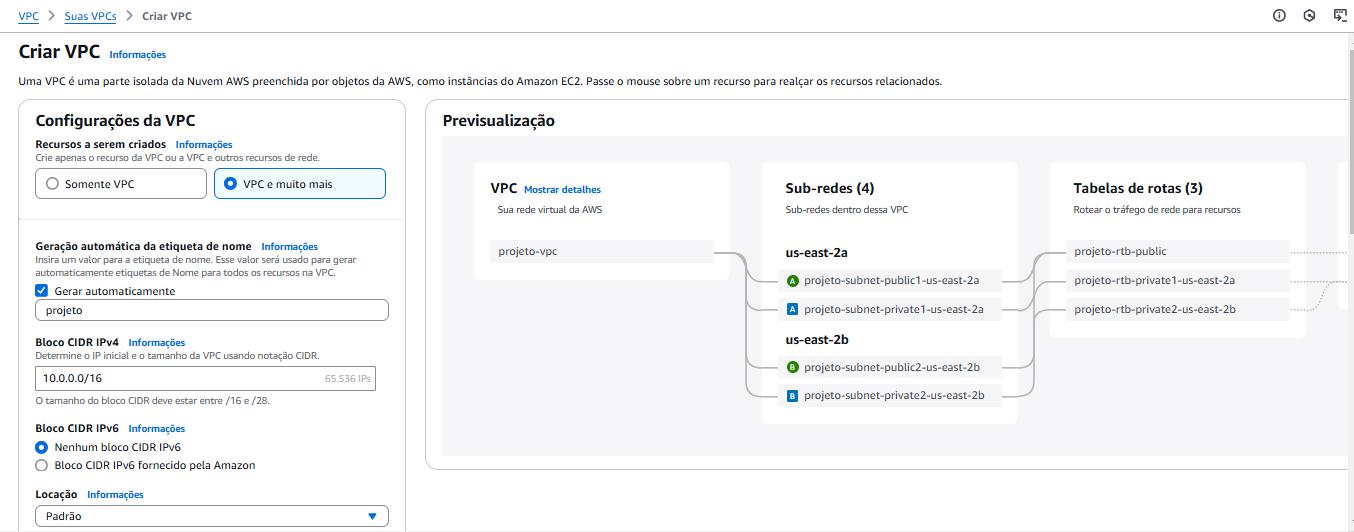 VPC > Suas VPCs > Criar VPC
Criar VPC Informações
Uma VPC é uma parte isolada da Nuvem AWS preenchida por objetos da AWS, como instâncias do Amazon EC2. Passe o mouse sobre um recurso para realçar os recursos relacionados.
Configurações da VPC
Recursos a serem criados Informações
Crie apenas o recurso da VPC ou a VPC e outros recursos de rede.
Somente VPC
VPC e muito mais
Geração automática da etiqueta de nome Informações
Insira um valor para a etiqueta de nome. Esse valor será usado para gerar
automaticamente etiquetas de Nome para todos os recursos na VPC.
Gerar automaticamente
projeto
Bloco CIDR IPv4 Informações
Determine o IP inicial e o tamanho da VPC usando notação CIDR.
10.0.0.0/16 65.536 IPs
O tamanho do bloco CIDR deve estar entre /16 e /28.
Bloco CIDR IPv6 Informações
Nenhum bloco CIDR IPv6
Bloco CIDR IPv6 fornecido pela Amazon
Locação Informações
Padrão
Previsualização
VPC Mostrar detalhes
Sua rede virtual da AWS
projeto-vpc
Sub-redes (4)
Sub-redes dentro dessa VPC
us-east-2a
A projeto-subnet-public1-us-east-2a
A projeto-subnet-private1-us-east-2a
us-east-2b
B projeto-subnet-public2-us-east-2b
B projeto-subnet-private2-us-east-2b
Tabelas de rotas (3)
Rotear o tráfego de rede para recursos
projeto-rtb-public
projeto-rtb-private1-us-east-2a
projeto-rtb-private2-us-east-2b